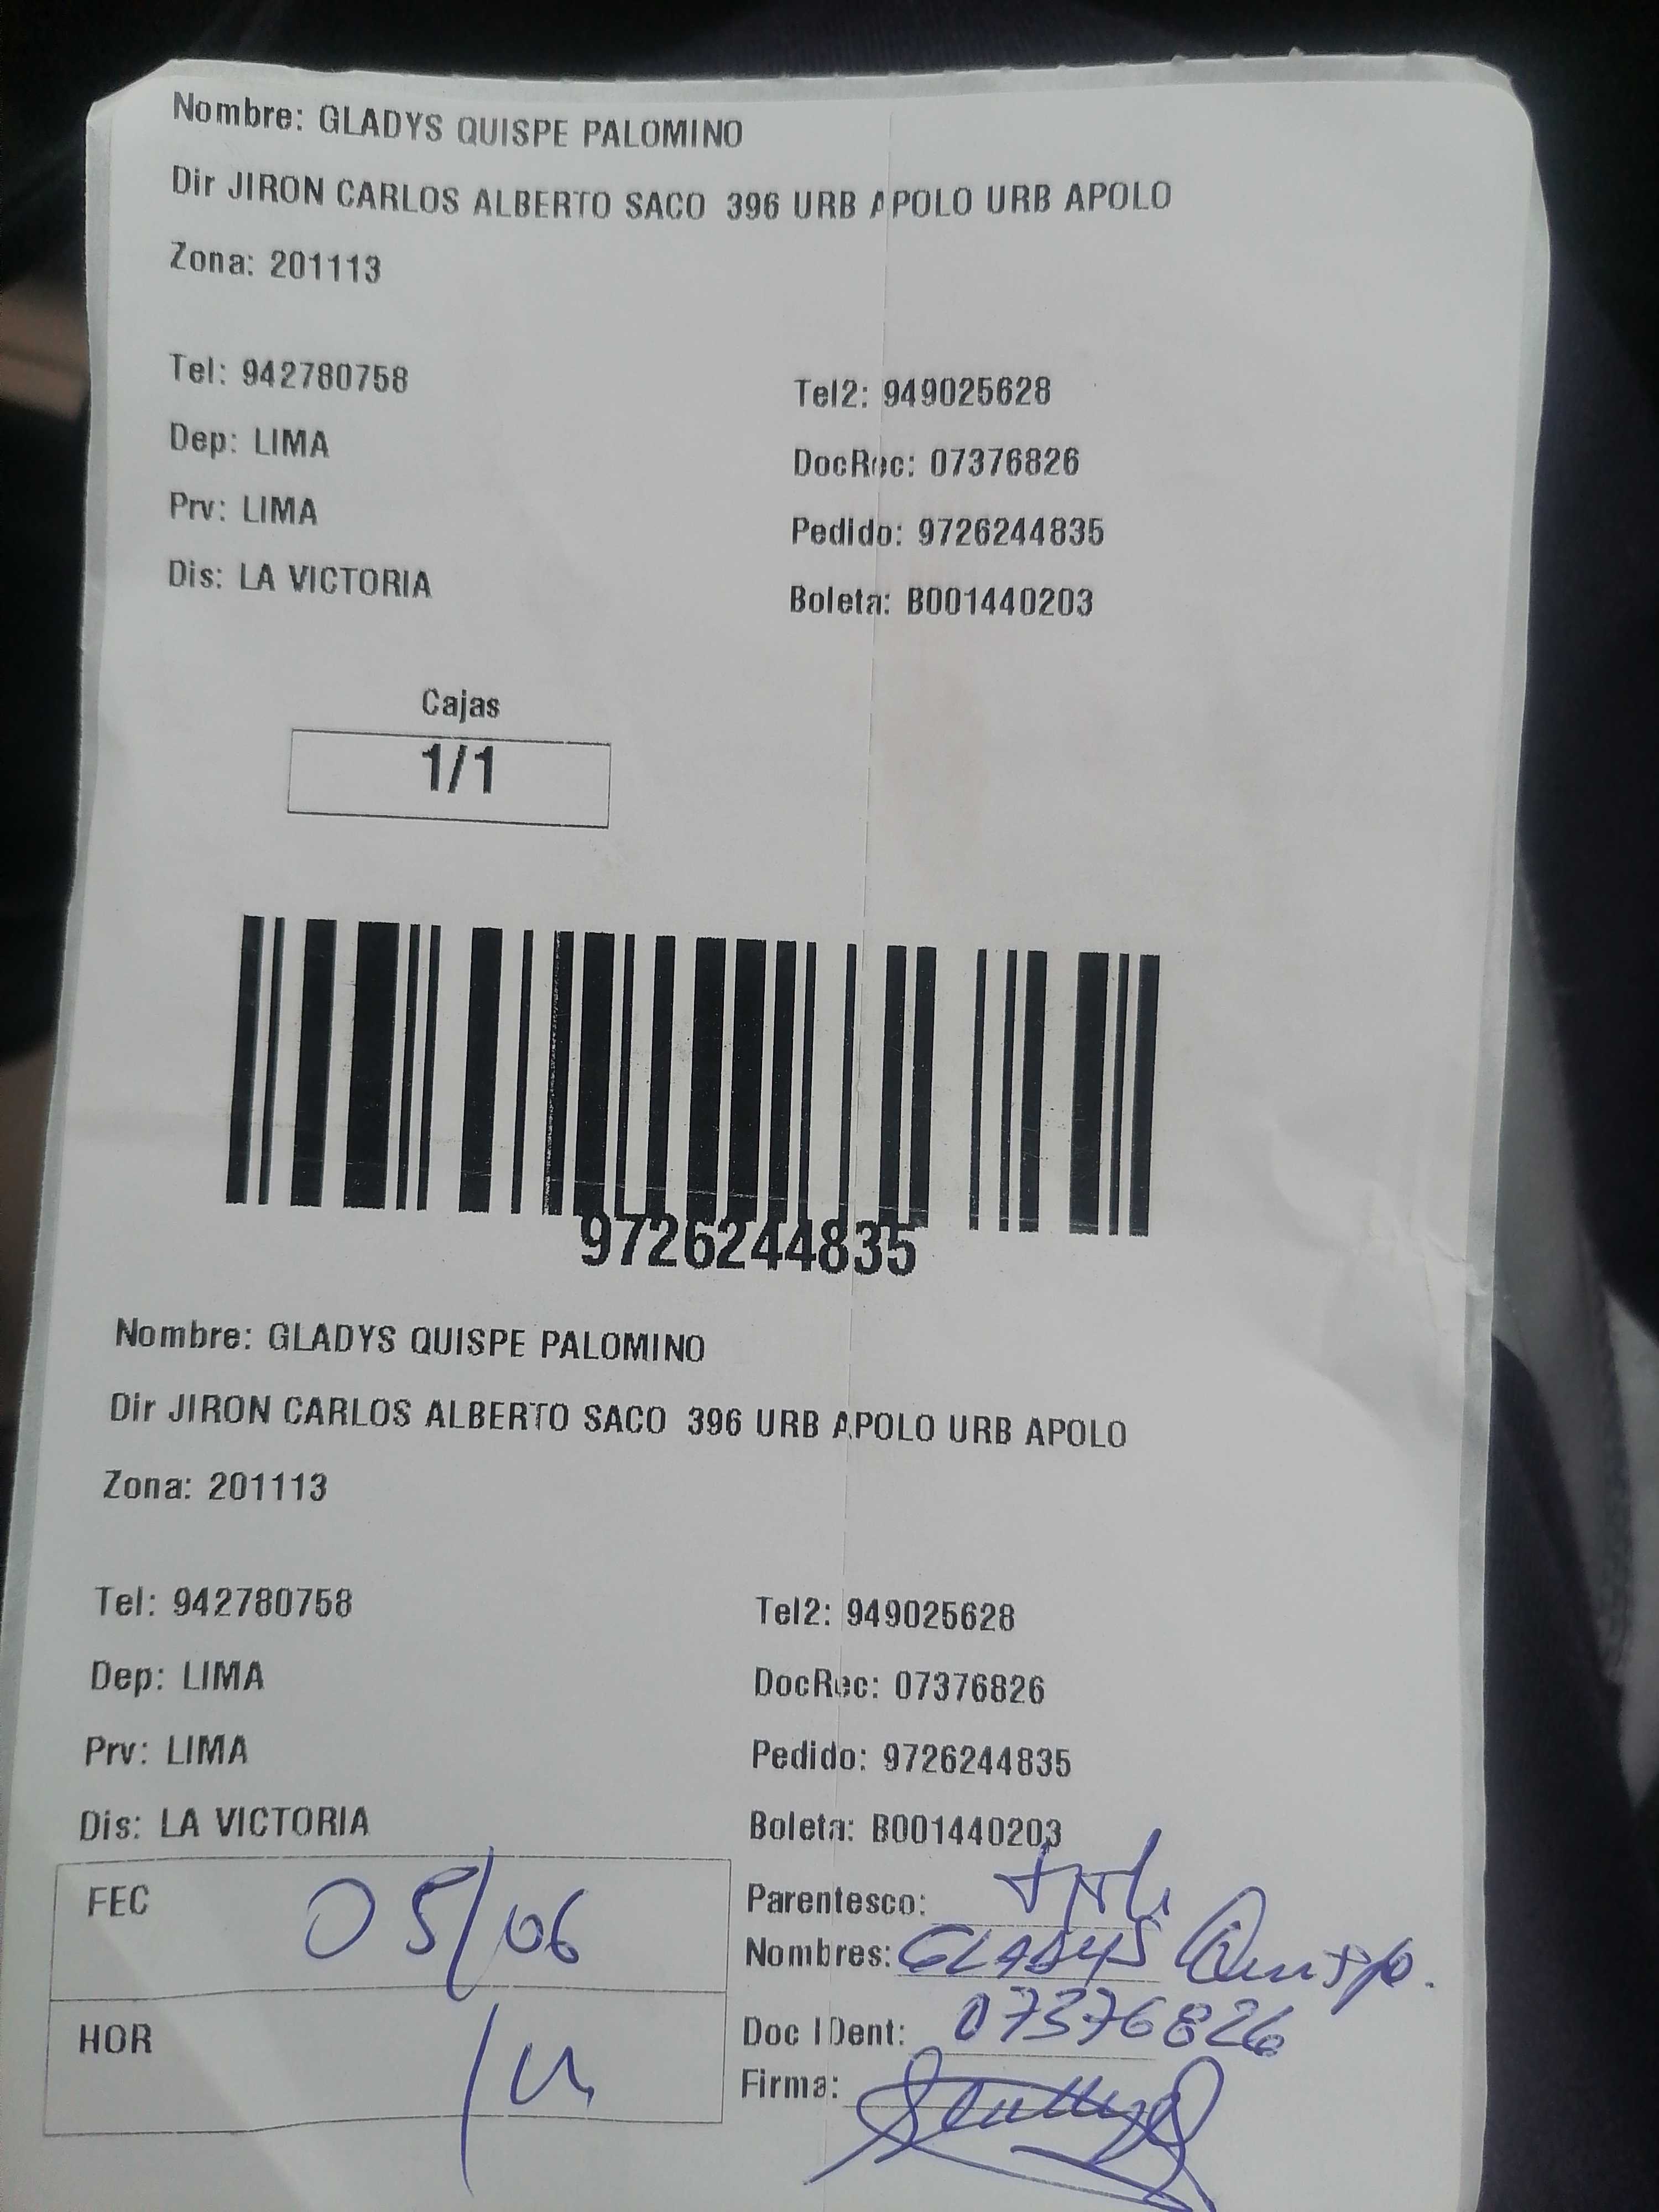 Nombre: GLADYS QUISPE PALOMINO
Dir JIRON CARLOS ALBERTO SACO 396 URB APOLO URB APOLO
Zona: 201113
Tel: 942780758 Tel2: 949025628
Dep: LIMA DocRec: 07376826
Prv: LIMA Pedido: 9726244835
Dis: LA VICTORIA Boleta: B001440203
Cajas
1/1
9726244835
Nombre: GLADYS QUISPE PALOMINO
Dir JIRON CARLOS ALBERTO SACO 396 URB APOLO URB APOLO
Zona: 201113
Tel: 942780758 Tel2: 949025628
Dep: LIMA DocRec: 07376826
Prv: LIMA Pedido: 9726244835
Dis: LA VICTORIA Boleta: B001440203
FEC 05/06
Parentesco:
Nombres: GLADYS Quispe.
HOR
Doc IDent: 07376826
Firma: